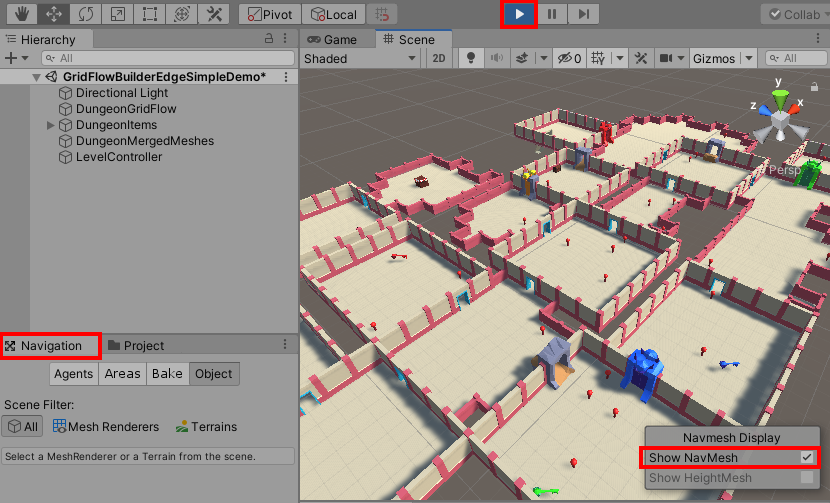 Pivot Local Collab
Hierarchy
All
GridFlowBuilderEdgeSimpleDemo*
Directional Light
DungeonGridFlow
DungeonItems
DungeonMergedMeshes
LevelController
Game Scene
Shaded 2D 0 Gizmos All
y
z x
Persp
Navigation Project
Agents Areas Bake Object
Scene Filter:
All Mesh Renderers Terrains
Select a MeshRenderer or a Terrain from the scene.
Navmesh Display
Show NavMesh
Show HeightMesh